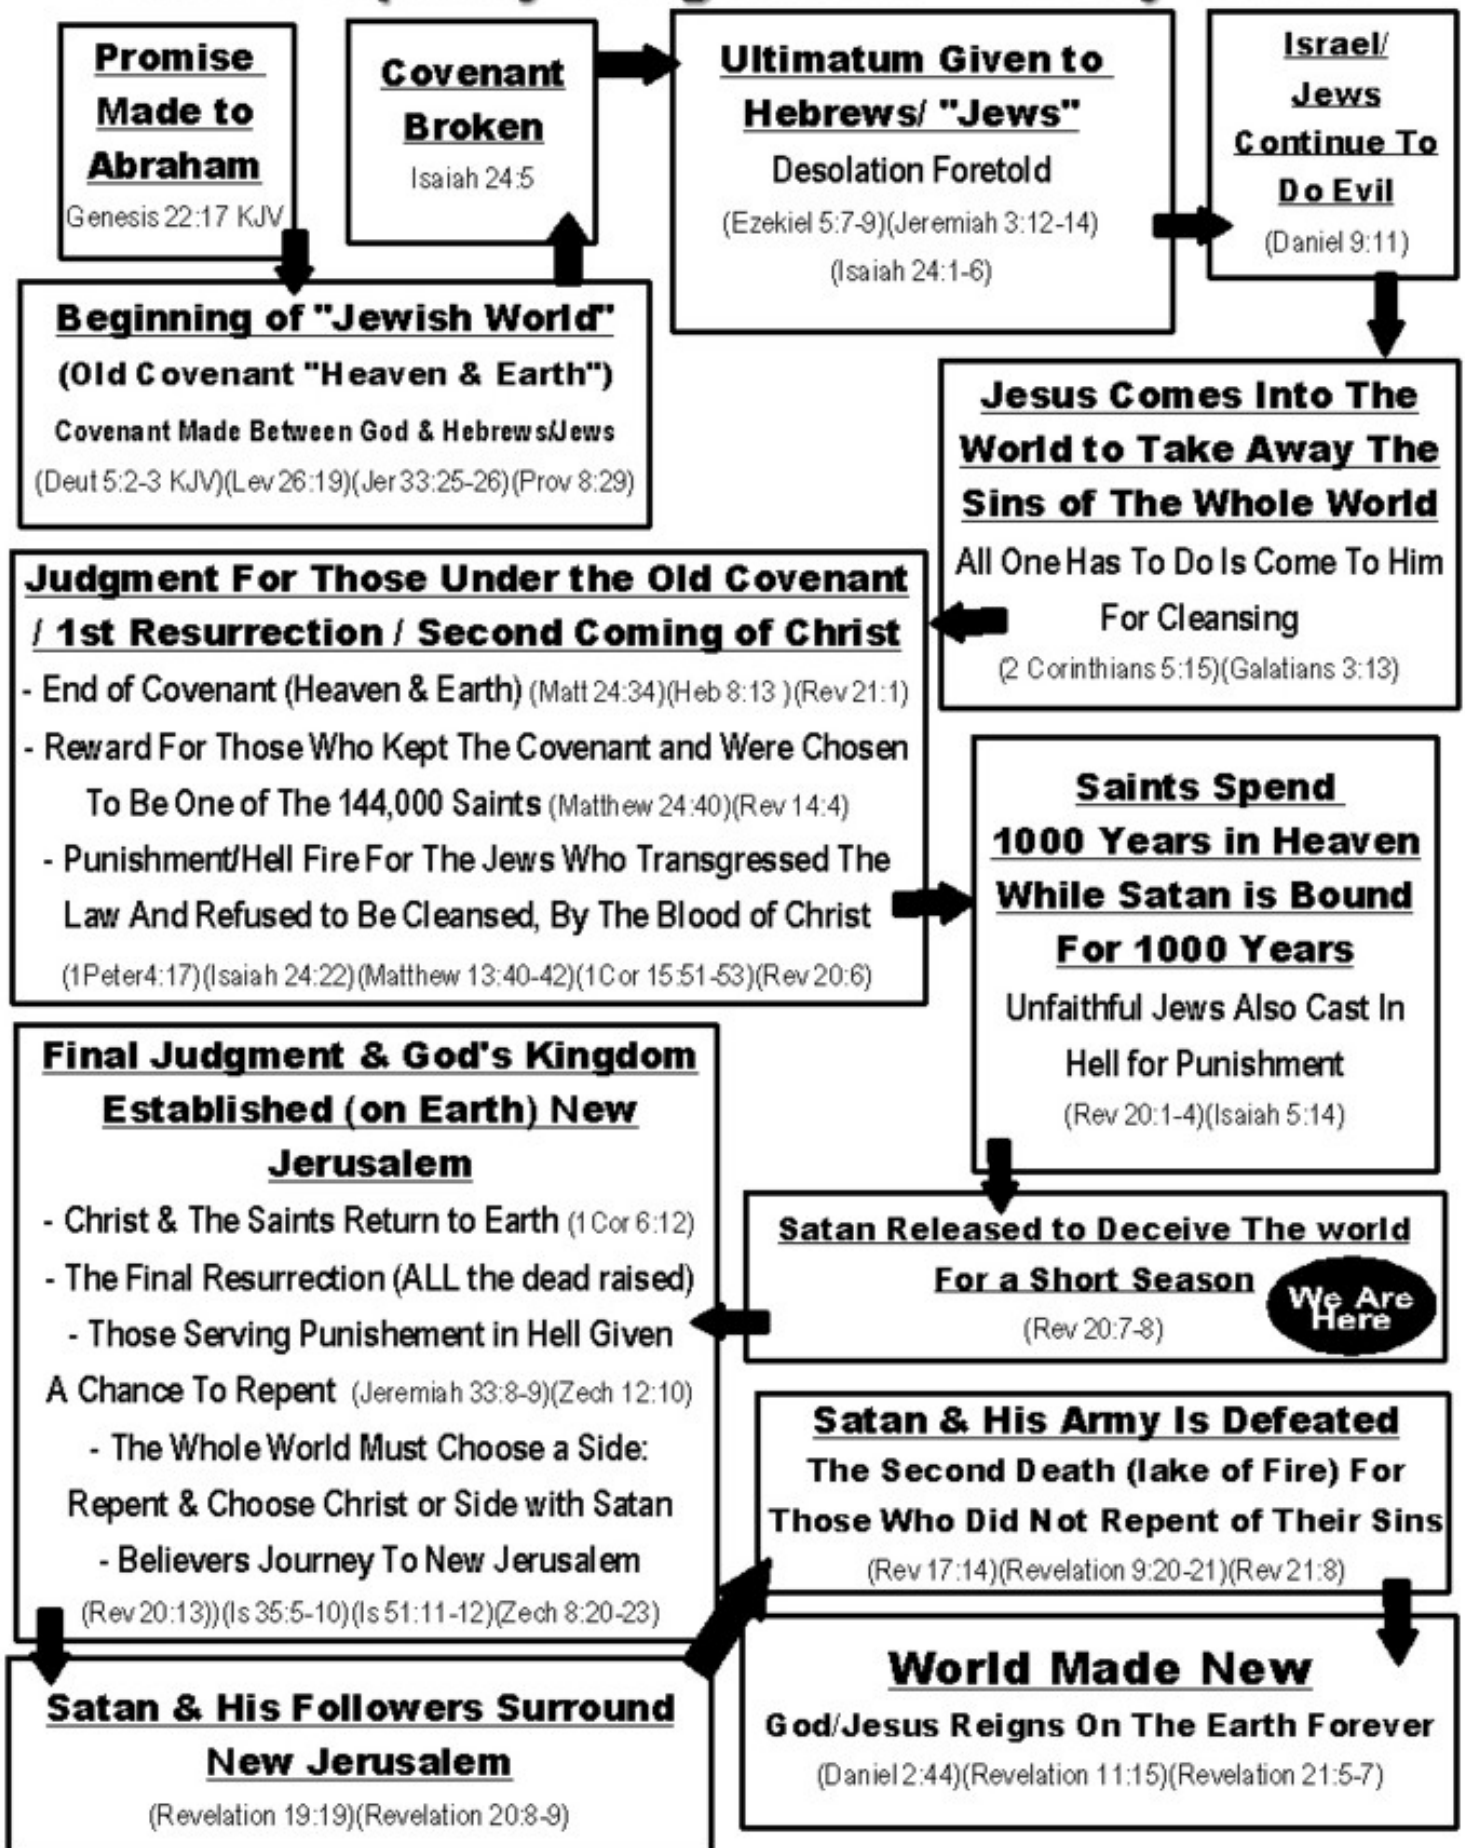 Promise
Made to
Abraham
Genesis 22:17 KJV
Beginning of "Jewish World"
(Old Covenant "Heaven & Earth")
Covenant Made Between God & Hebrews/Jews
(Deut 5:2-3 KJV)(Lev 26:19)(Jer 33:25-26)(Prov 8:29)
Covenant
Broken
Isaiah 24:5
Ultimatum Given to
Hebrews/ "Jews"
Desolation Foretold
(Ezekiel 5:7-9)(Jeremiah 3:12-14)
(Isaiah 24:1-6)
Israel/
Jews
Continue To
Do Evil
(Daniel 9:11)
Jesus Comes Into The
World to Take Away The
Sins of The Whole World
All One Has To Do Is Come To Him
For Cleansing
(2 Corinthians 5:15)(Galatians 3:13)
Judgment For Those Under the Old Covenant
/ 1st Resurrection / Second Coming of Christ
- End of Covenant (Heaven & Earth) (Matt 24:34)(Heb 8:13 )(Rev 21:1)
- Reward For Those Who Kept The Covenant and Were Chosen
To Be One of The 144,000 Saints (Matthew 24:40)(Rev 14:4)
- Punishment/Hell Fire For The Jews Who Transgressed The
Law And Refused to Be Cleansed, By The Blood of Christ
(1Peter4:17)(Isaiah 24:22)(Matthew 13:40-42)(1Cor 15:51-53)(Rev 20:6)
Saints Spend
1000 Years in Heaven
While Satan is Bound
For 1000 Years
Unfaithful Jews Also Cast In
Hell for Punishment
(Rev 20:1-4)(Isaiah 5:14)
Satan Released to Deceive The world
For a Short Season
(Rev 20:7-8)
We Are
Here
Final Judgment & God's Kingdom
Established (on Earth) New
Jerusalem
- Christ & The Saints Return to Earth (1Cor 6:12)
- The Final Resurrection (ALL the dead raised)
- Those Serving Punishement in Hell Given
A Chance To Repent (Jeremiah 33:8-9)(Zech 12:10)
- The Whole World Must Choose a Side:
Repent & Choose Christ or Side with Satan
- Believers Journey To New Jerusalem
(Rev 20:13))(Is 35:5-10)(Is 51:11-12)(Zech 8:20-23)
Satan & His Followers Surround
New Jerusalem
(Revelation 19:19)(Revelation 20:8-9)
Satan & His Army Is Defeated
The Second Death (lake of Fire) For
Those Who Did Not Repent of Their Sins
(Rev 17:14)(Revelation 9:20-21)(Rev 21:8)
World Made New
God/Jesus Reigns On The Earth Forever
(Daniel 2:44)(Revelation 11:15)(Revelation 21:5-7)